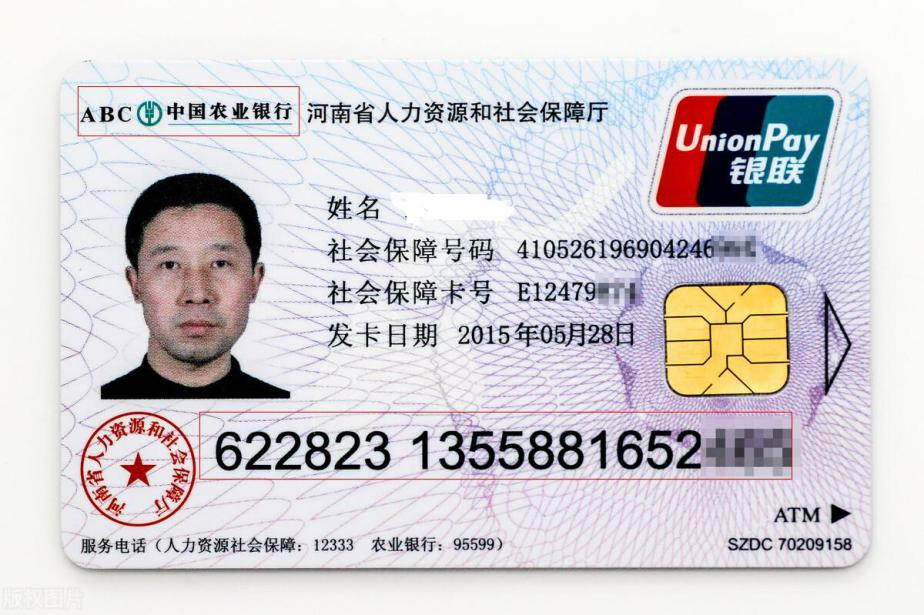 ABC 中国农业银行 河南省人力资源和社会保障厅
UnionPay
银联
姓名
社会保障号码 410526196904246
社会保障卡号 E12479
发卡日期 2015年05月28日
622823 1355881652
河南省人力资源和社会保障厅
ATM
服务电话（人力资源社会保障：12333 农业银行：95599） SZDC 70209158
版权图片